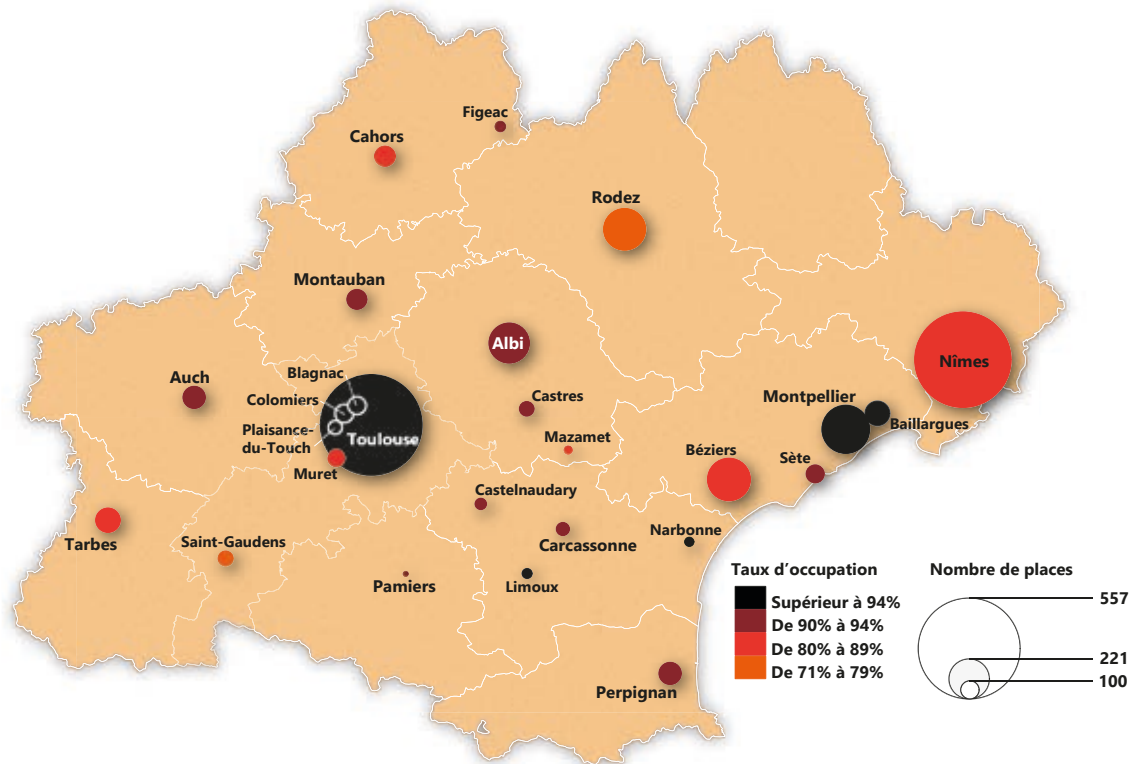 Figeac
Cahors
Rodez
Montauban
Albi
Nîmes
Blagnac
Auch
Castres
Montpellier
Colomiers
Baillargues
Plaisance-
du-Touch
Toulouse
Mazamet
Béziers
Sète
Muret
Castelnaudary
Narbonne
Carcassonne
Tarbes
Saint-Gaudens
Pamiers
Limoux
Perpignan
Taux d'occupation
Supérieur à 94%
De 90% à 94%
De 80% à 89%
De 71% à 79%
Nombre de places
557
221
100